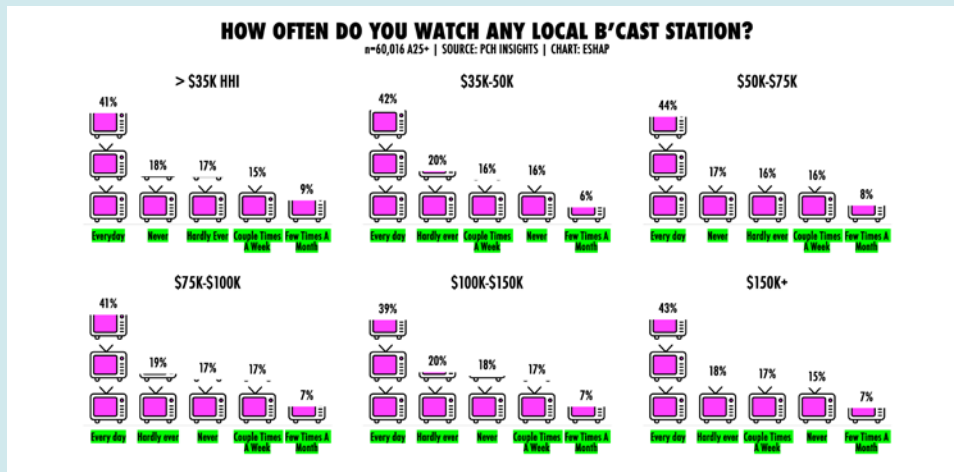 HOW OFTEN DO YOU WATCH ANY LOCAL B'CAST STATION?
n=60,016 A25+ | SOURCE: PCH INSIGHTS | CHART: ESHAP
> $35K HHI
41%
18%
17%
15%
9%
Everyday
Never
Hardly Ever
Couple Times
A Week
Few Times A
Month
$35K-50K
42%
20%
16%
16%
6%
Every day
Hardly ever
Couple Times
A Week
Never
Few Times A
Month
$50K-$75K
44%
17%
16%
16%
8%
Every day
Never
Hardly ever
Couple Times
A Week
Few Times A
Month
$75K-$100K
41%
19%
17%
17%
7%
Every day
Hardly ever
Never
Couple Times
A Week
Few Times A
Month
$100K-$150K
39%
20%
18%
17%
7%
Every day
Hardly ever
Never
Couple Times
A Week
Few Times A
Month
$150K+
43%
18%
17%
15%
7%
Every day
Hardly ever
Couple Times
A Week
Never
Few Times A
Month